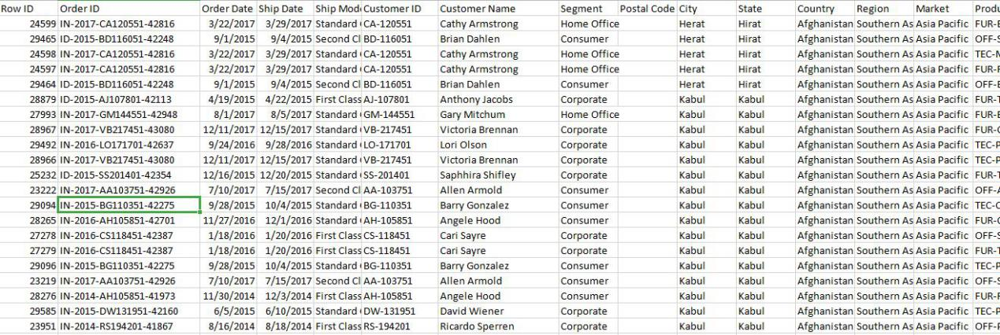 Row ID Order ID Order Date Ship Date Ship Mod Customer ID Customer Name Segment Postal Code City State Country Region Market Produ
24599 IN-2017-CA120551-42816 3/22/2017 3/29/2017 Standard CA-120551 Cathy Armstrong Home Office Herat Hirat Afghanistan Southern As Asia Pacific FUR-
29465 ID-2015-BD116051-42248 9/1/2015 9/4/2015 Second Cl BD-116051 Brian Dahlen Consumer Herat Hirat Afghanistan Southern As Asia Pacific OFF-
24598 IN-2017-CA120551-42816 3/22/2017 3/29/2017 Standard CA-120551 Cathy Armstrong Home Office Herat Hirat Afghanistan Southern As Asia Pacific TEC-
24597 IN-2017-CA120551-42816 3/22/2017 3/29/2017 Standard CA-120551 Cathy Armstrong Home Office Herat Hirat Afghanistan Southern As Asia Pacific FUR-
29464 ID-2015-BD116051-42248 9/1/2015 9/4/2015 Second Cl BD-116051 Brian Dahlen Consumer Herat Hirat Afghanistan Southern As Asia Pacific OFF-
28879 ID-2015-AJ107801-42113 4/19/2015 4/22/2015 First Class AJ-107801 Anthony Jacobs Corporate Kabul Kabul Afghanistan Southern As Asia Pacific FUR-
27993 IN-2017-GM144551-42948 8/1/2017 8/5/2017 Standard GM-144551 Gary Mitchum Home Office Kabul Kabul Afghanistan Southern As Asia Pacific FUR-
28967 IN-2017-VB217451-43080 12/11/2017 12/15/2017 Standard VB-217451 Victoria Brennan Corporate Kabul Kabul Afghanistan Southern As Asia Pacific FUR-
29492 IN-2016-LO171701-42637 9/24/2016 9/28/2016 Standard LO-171701 Lori Olson Corporate Kabul Kabul Afghanistan Southern As Asia Pacific TEC-
28966 IN-2017-VB217451-43080 12/11/2017 12/15/2017 Standard VB-217451 Victoria Brennan Corporate Kabul Kabul Afghanistan Southern As Asia Pacific TEC-
25232 ID-2015-SS201401-42354 12/16/2015 12/20/2015 Standard SS-201401 Saphhira Shifley Corporate Kabul Kabul Afghanistan Southern As Asia Pacific FUR-
23222 IN-2017-AA103751-42926 7/10/2017 7/15/2017 Second Cl AA-103751 Allen Armold Consumer Kabul Kabul Afghanistan Southern As Asia Pacific OFF-
29094 IN-2015-BG110351-42275 9/28/2015 10/4/2015 Standard BG-110351 Barry Gonzalez Consumer Kabul Kabul Afghanistan Southern As Asia Pacific TEC-
28265 IN-2016-AH105851-42701 11/27/2016 12/1/2016 Standard AH-105851 Angele Hood Consumer Kabul Kabul Afghanistan Southern As Asia Pacific FUR-
27278 IN-2016-CS118451-42387 1/18/2016 1/20/2016 First Class CS-118451 Cari Sayre Corporate Kabul Kabul Afghanistan Southern As Asia Pacific OFF-
27279 IN-2016-CS118451-42387 1/18/2016 1/20/2016 First Class CS-118451 Cari Sayre Corporate Kabul Kabul Afghanistan Southern As Asia Pacific FUR-
29096 IN-2015-BG110351-42275 9/28/2015 10/4/2015 Standard BG-110351 Barry Gonzalez Consumer Kabul Kabul Afghanistan Southern As Asia Pacific TEC-
23219 IN-2017-AA103751-42926 7/10/2017 7/15/2017 Second Cl AA-103751 Allen Armold Consumer Kabul Kabul Afghanistan Southern As Asia Pacific OFF-
28276 IN-2014-AH105851-41973 11/30/2014 12/3/2014 First Class AH-105851 Angele Hood Consumer Kabul Kabul Afghanistan Southern As Asia Pacific FUR-
29585 IN-2015-DW131951-42160 6/5/2015 6/10/2015 Standard DW-131951 David Wiener Consumer Kabul Kabul Afghanistan Southern As Asia Pacific TEC-
23951 IN-2014-RS194201-41867 8/16/2014 8/18/2014 First Class RS-194201 Ricardo Sperren Consumer Kabul Kabul Afghanistan Southern As Asia Pacific OFF-